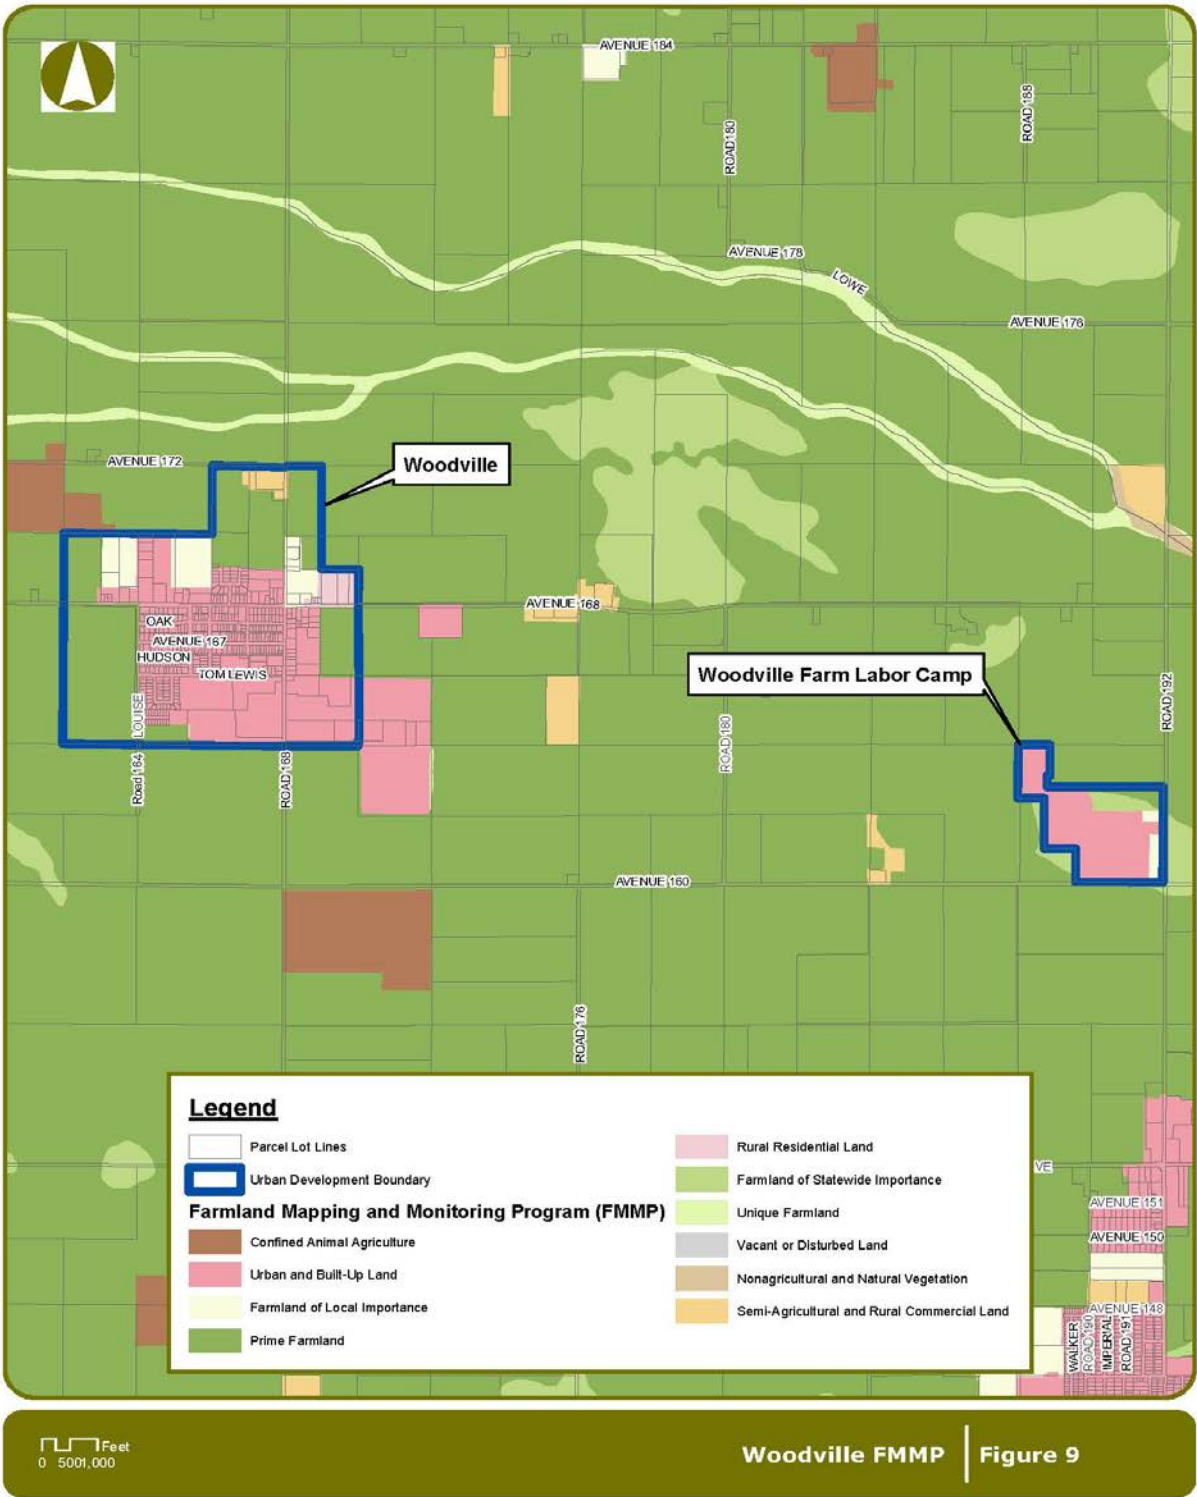 AVENUE 184
ROAD 188
ROAD 180
AVENUE 178
LOWE
AVENUE 176
AVENUE 172
Woodville
AVENUE 168
OAK
AVENUE 167
HUDSON
TOM LEWIS
Woodville Farm Labor Camp
LOUISE
ROAD 180
ROAD 192
Road 164
ROAD 168
AVENUE 160
ROAD 176
Legend
Parcel Lot Lines
Urban Development Boundary
Farmland Mapping and Monitoring Program (FMMP)
Confined Animal Agriculture
Urban and Built-Up Land
Farmland of Local Importance
Prime Farmland
Rural Residential Land
Farmland of Statewide Importance
Unique Farmland
Vacant or Disturbed Land
Nonagricultural and Natural Vegetation
Semi-Agricultural and Rural Commercial Land
VE
AVENUE 151
AVENUE 150
AVENUE 148
WALKER
ROAD 190
IMPERIAL
ROAD 191
Feet
0 5001,000
Woodville FMMP
Figure 9